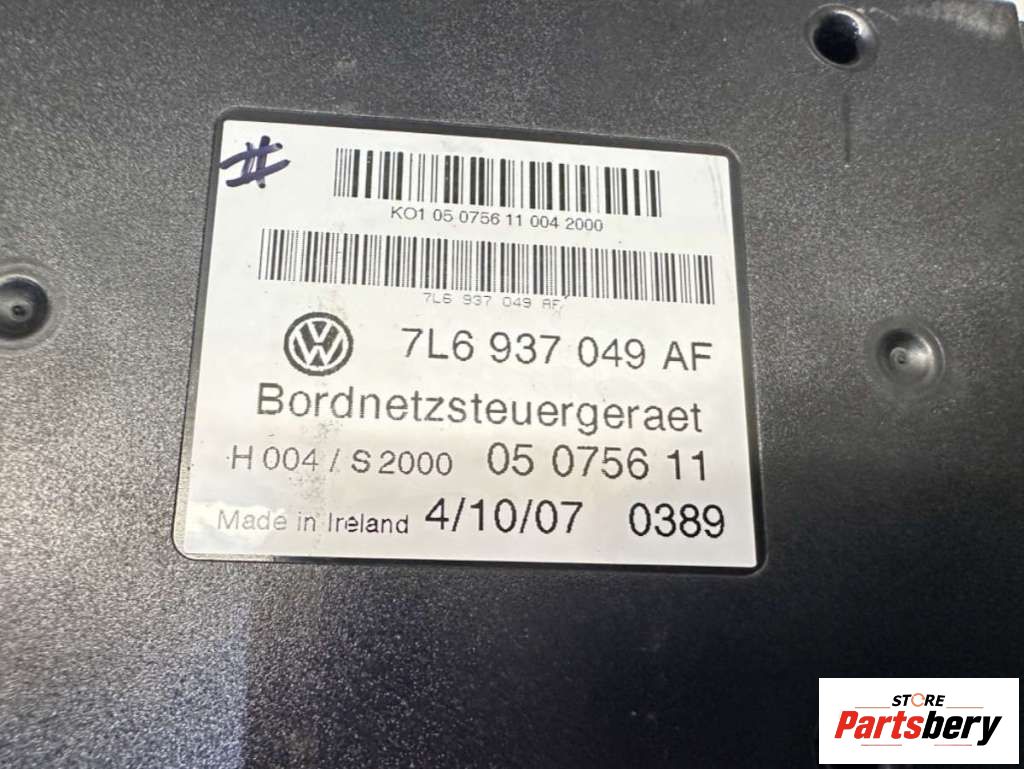 #
KO1 05 0756 11 004 2000
7L6 937 049 AF
VW 7L6 937 049 AF
Bordnetzsteuergeraet
H 004 / S 2000 05 0756 11
Made in Ireland 4/10/07 0389
STORE
Partsbery